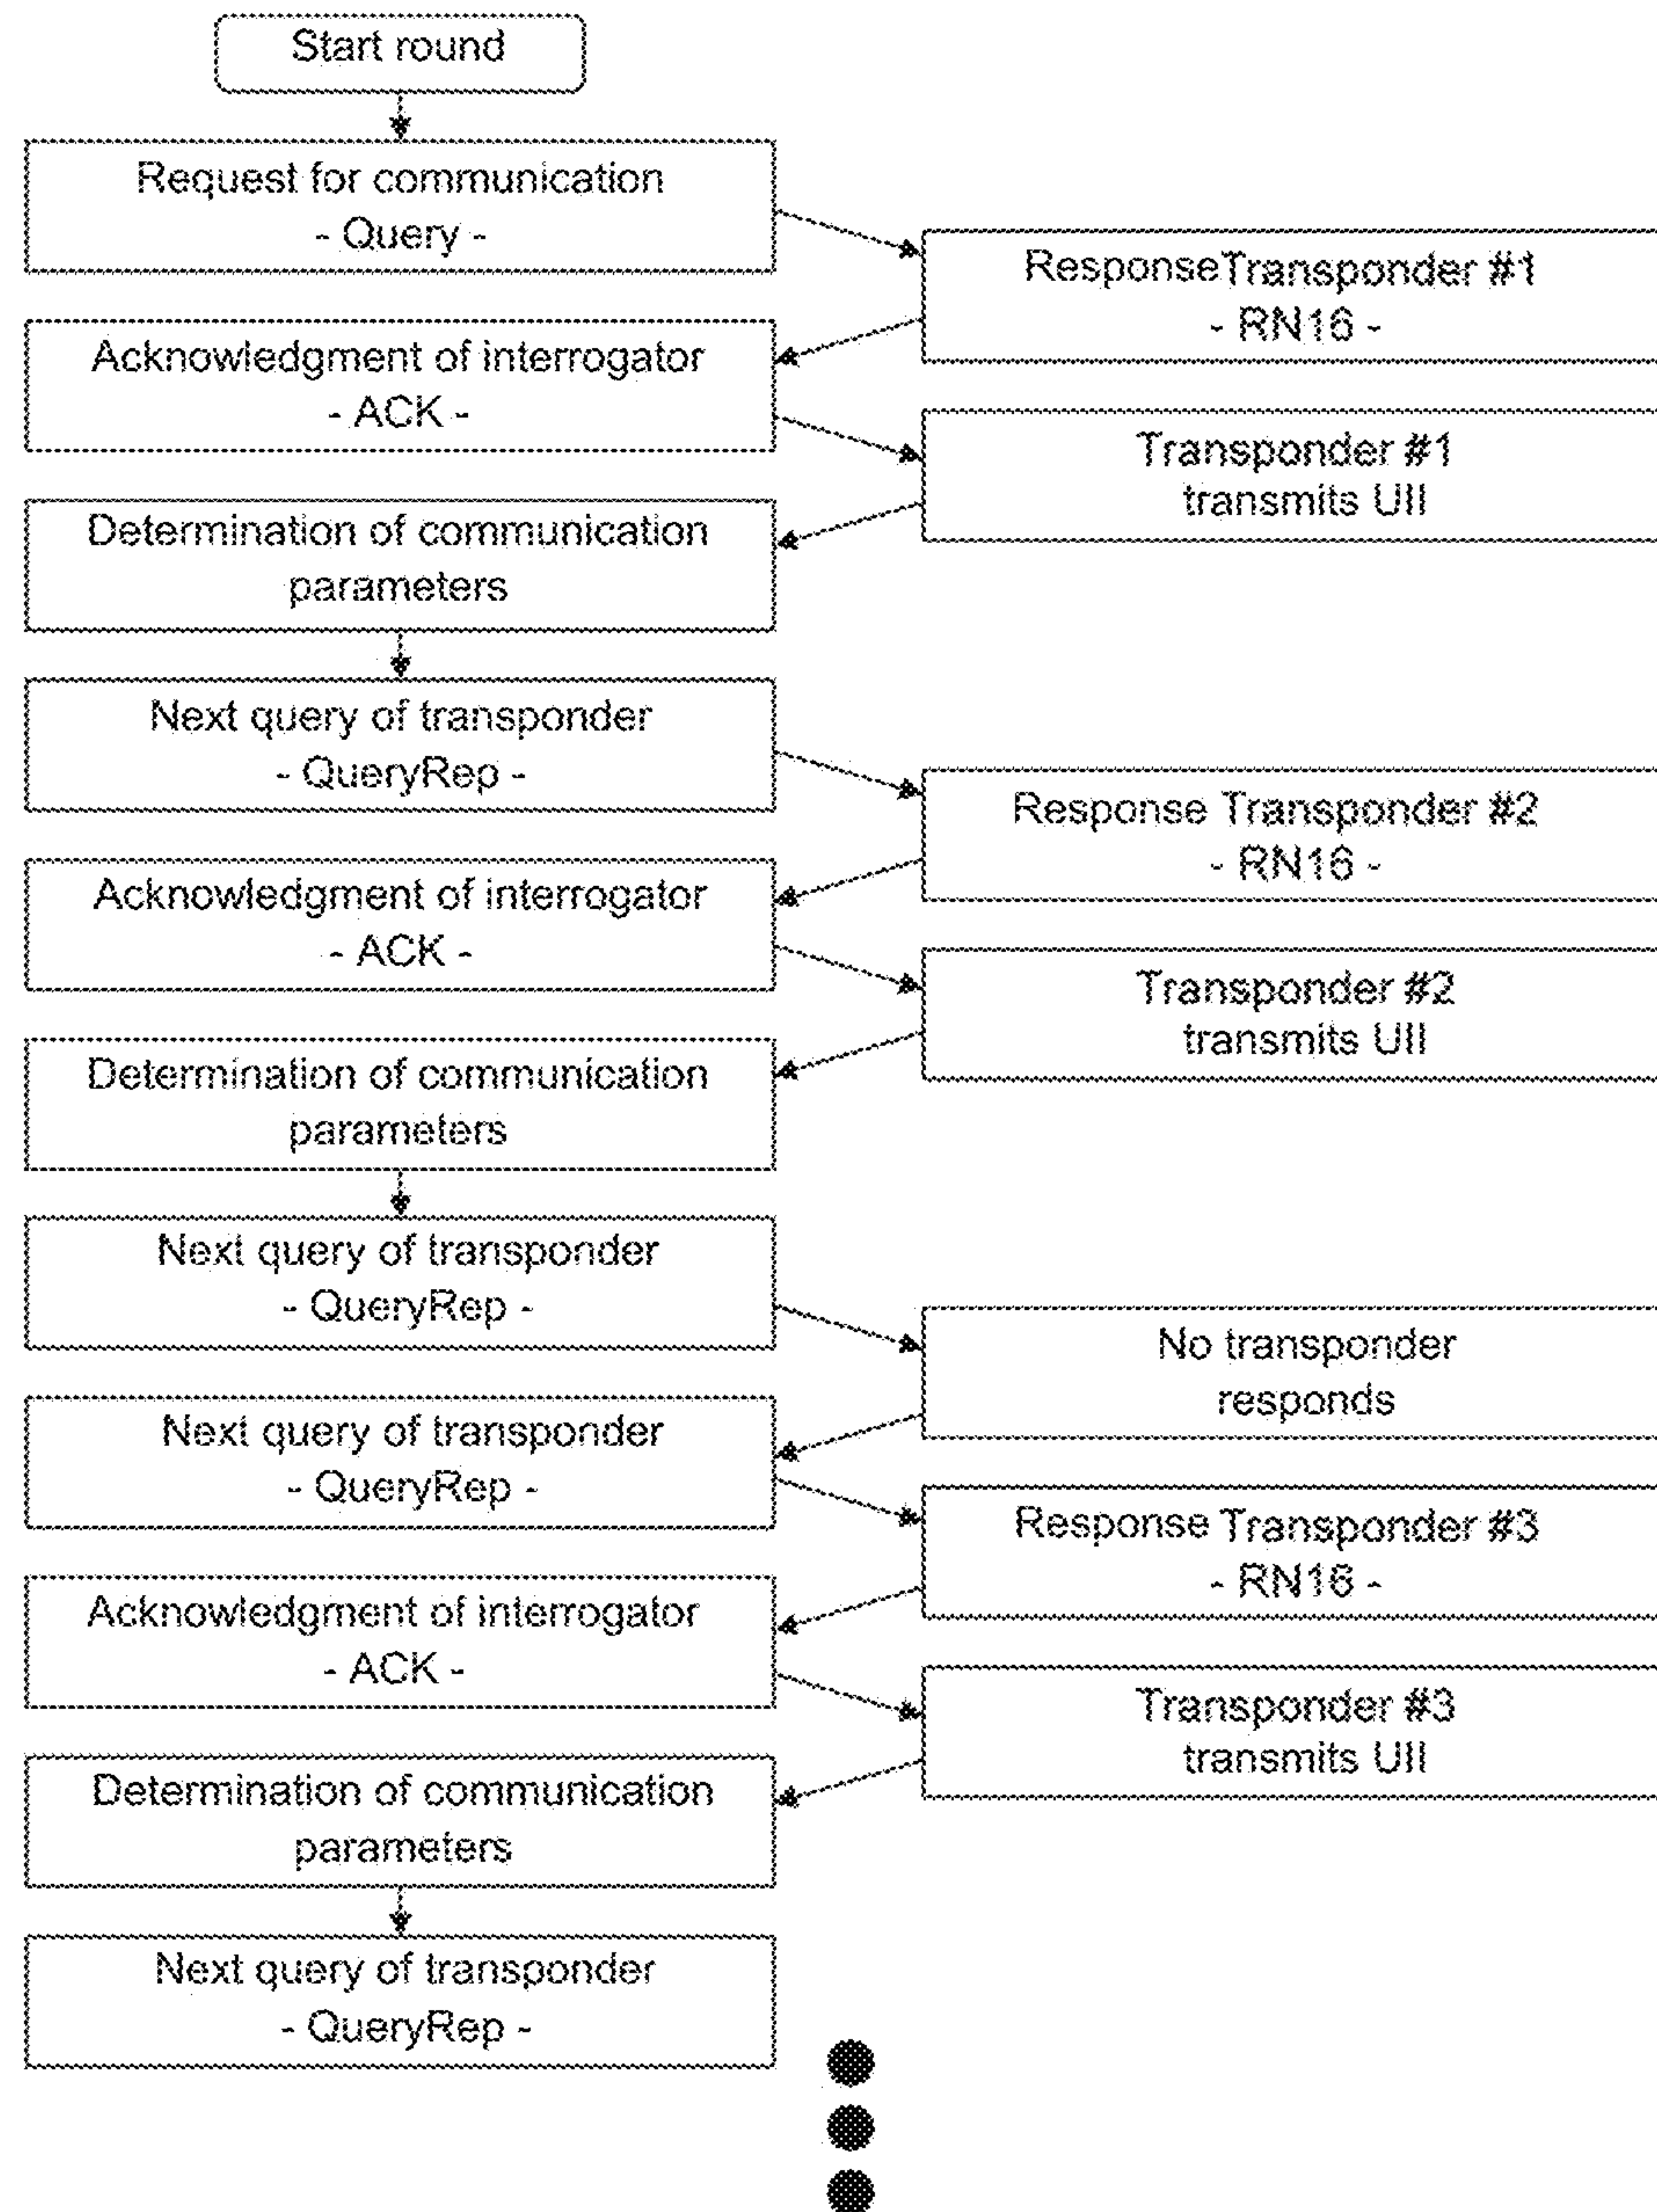 Start round
Request for communication
- Query -
Response Transponder #1
- RN16 -
Acknowledgment of interrogator
- ACK -
Transponder #1
transmits UII
Determination of communication
parameters
Next query of transponder
- QueryRep -
Response Transponder #2
- RN16 -
Acknowledgment of interrogator
- ACK -
Transponder #2
transmits UII
Determination of communication
parameters
Next query of transponder
- QueryRep -
No transponder
responds
Next query of transponder
- QueryRep -
Response Transponder #3
- RN16 -
Acknowledgment of interrogator
- ACK -
Transponder #3
transmits UII
Determination of communication
parameters
Next query of transponder
- QueryRep -